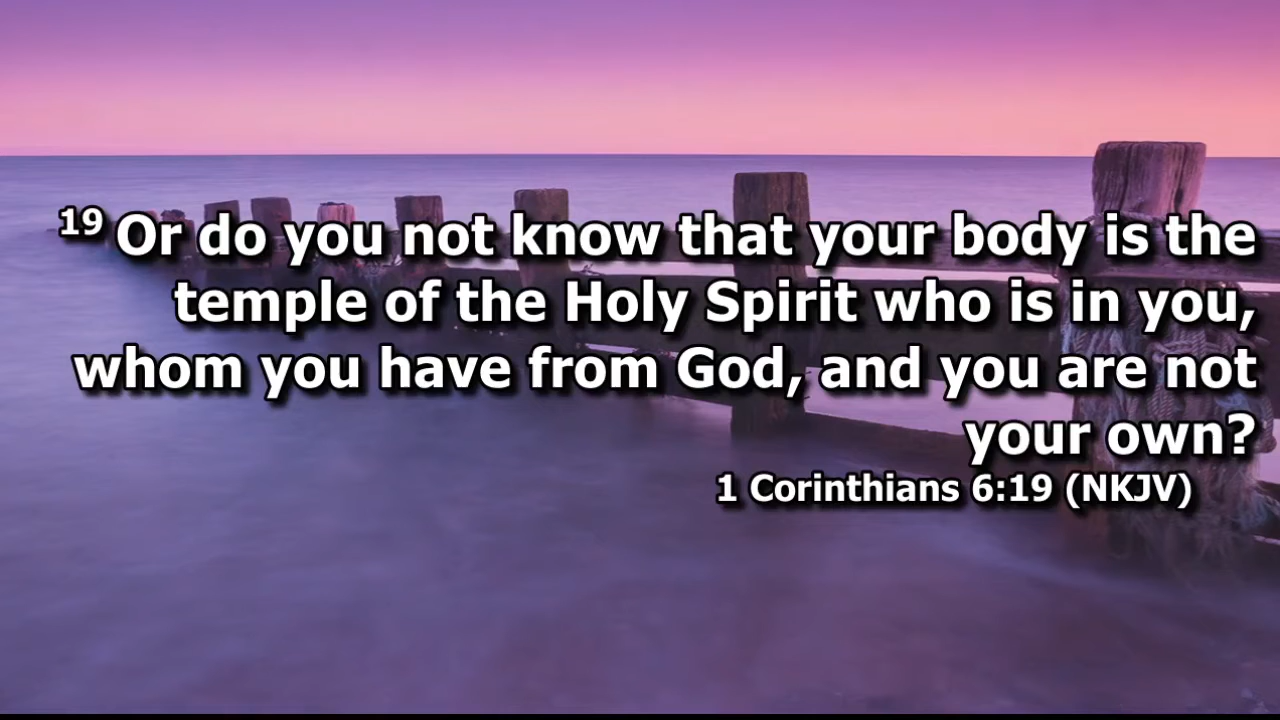 19 Or do you not know that your body is the
temple of the Holy Spirit who is in you,
whom you have from God, and you are not
your own?
1 Corinthians 6:19 (NKJV)